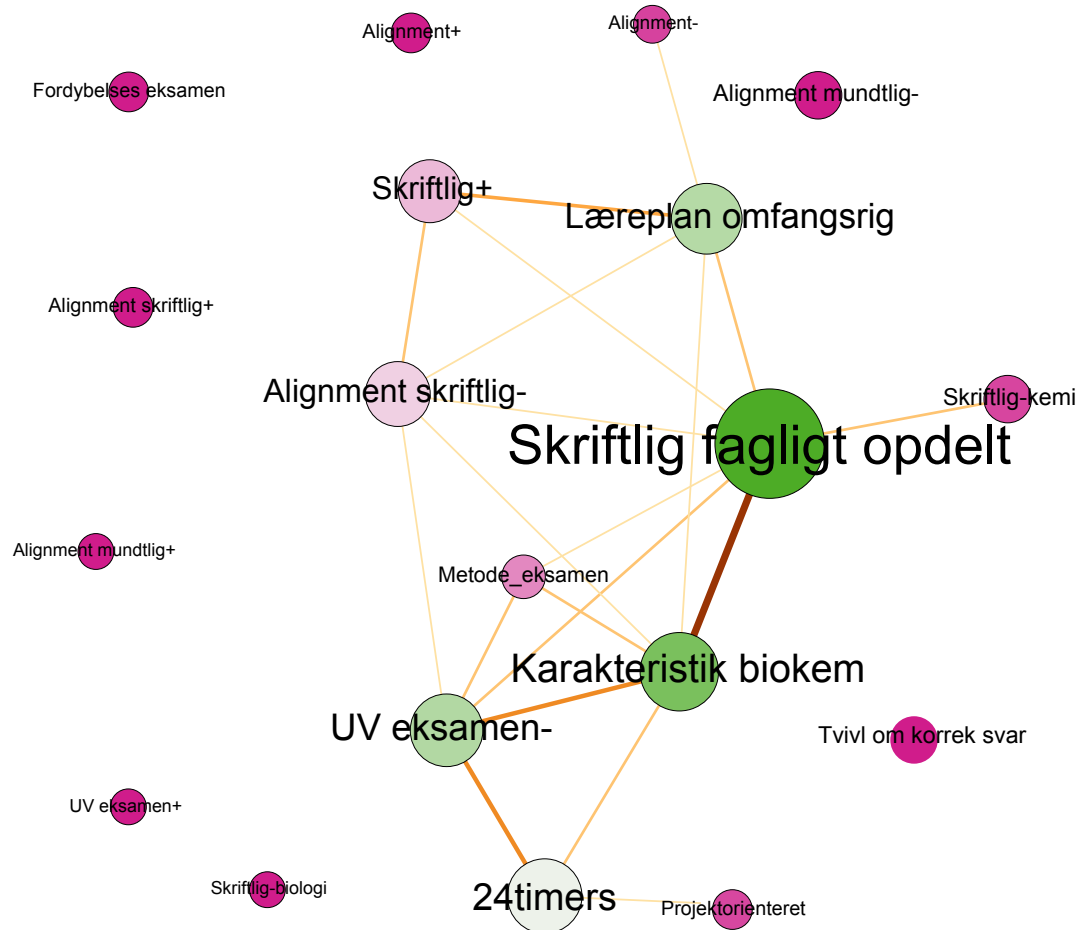 Alignment+
Alignment-
Fordybelses eksamen
Alignment mundtlig-
Skriftlig+
Læreplan omfangsrig
Alignment skriftlig+
Alignment skriftlig-
Skriftlig-kemi
Skriftlig fagligt opdelt
Alignment mundtlig+
Metode_eksamen
Karakteristik biokem
UV eksamen-
Tvivl om korrek svar
UV eksamen+
Skriftlig-biologi
24timers
Projektorienteret